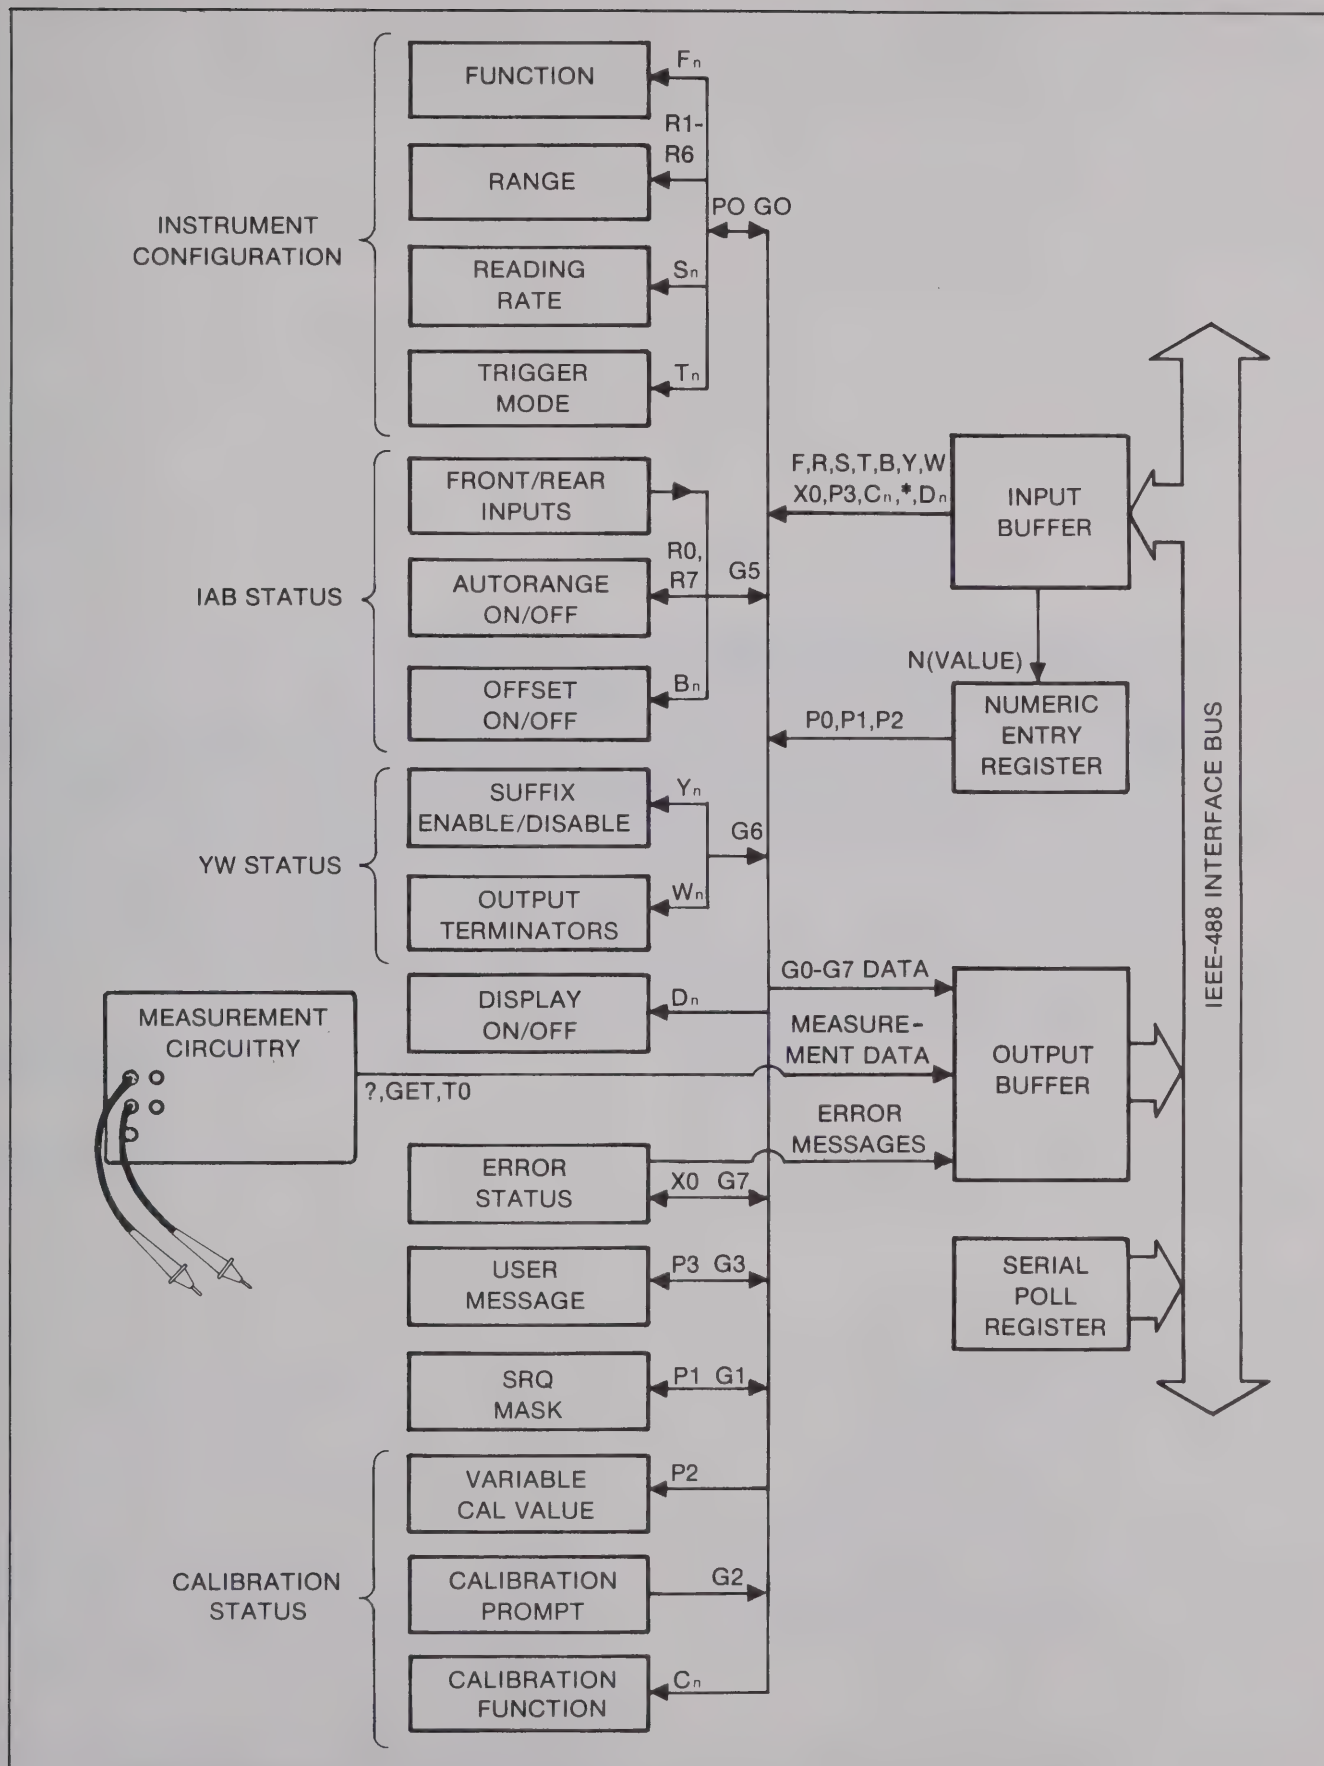 FUNCTION
Fn
R1-
R6
RANGE
PO GO
INSTRUMENT
CONFIGURATION
READING
RATE
Sn
TRIGGER
MODE
Tn
FRONT/REAR
INPUTS
IAB STATUS
AUTORANGE
ON/OFF
R0,
R7
G5
OFFSET
ON/OFF
Bn
F,R,S,T,B,Y,W
X0,P3,Cn,*,Dn
INPUT
BUFFER
N(VALUE)
P0,P1,P2
NUMERIC
ENTRY
REGISTER
IEEE-488 INTERFACE BUS
SUFFIX
ENABLE/DISABLE
Yn
G6
YW STATUS
OUTPUT
TERMINATORS
Wn
DISPLAY
ON/OFF
Dn
G0-G7 DATA
MEASUREMENT
CIRCUITRY
?,GET,T0
MEASURE-
MENT DATA
OUTPUT
BUFFER
ERROR
MESSAGES
ERROR
STATUS
X0 G7
USER
MESSAGE
P3 G3
SERIAL
POLL
REGISTER
SRQ
MASK
P1 G1
VARIABLE
CAL VALUE
P2
CALIBRATION
STATUS
CALIBRATION
PROMPT
G2
CALIBRATION
FUNCTION
Cn